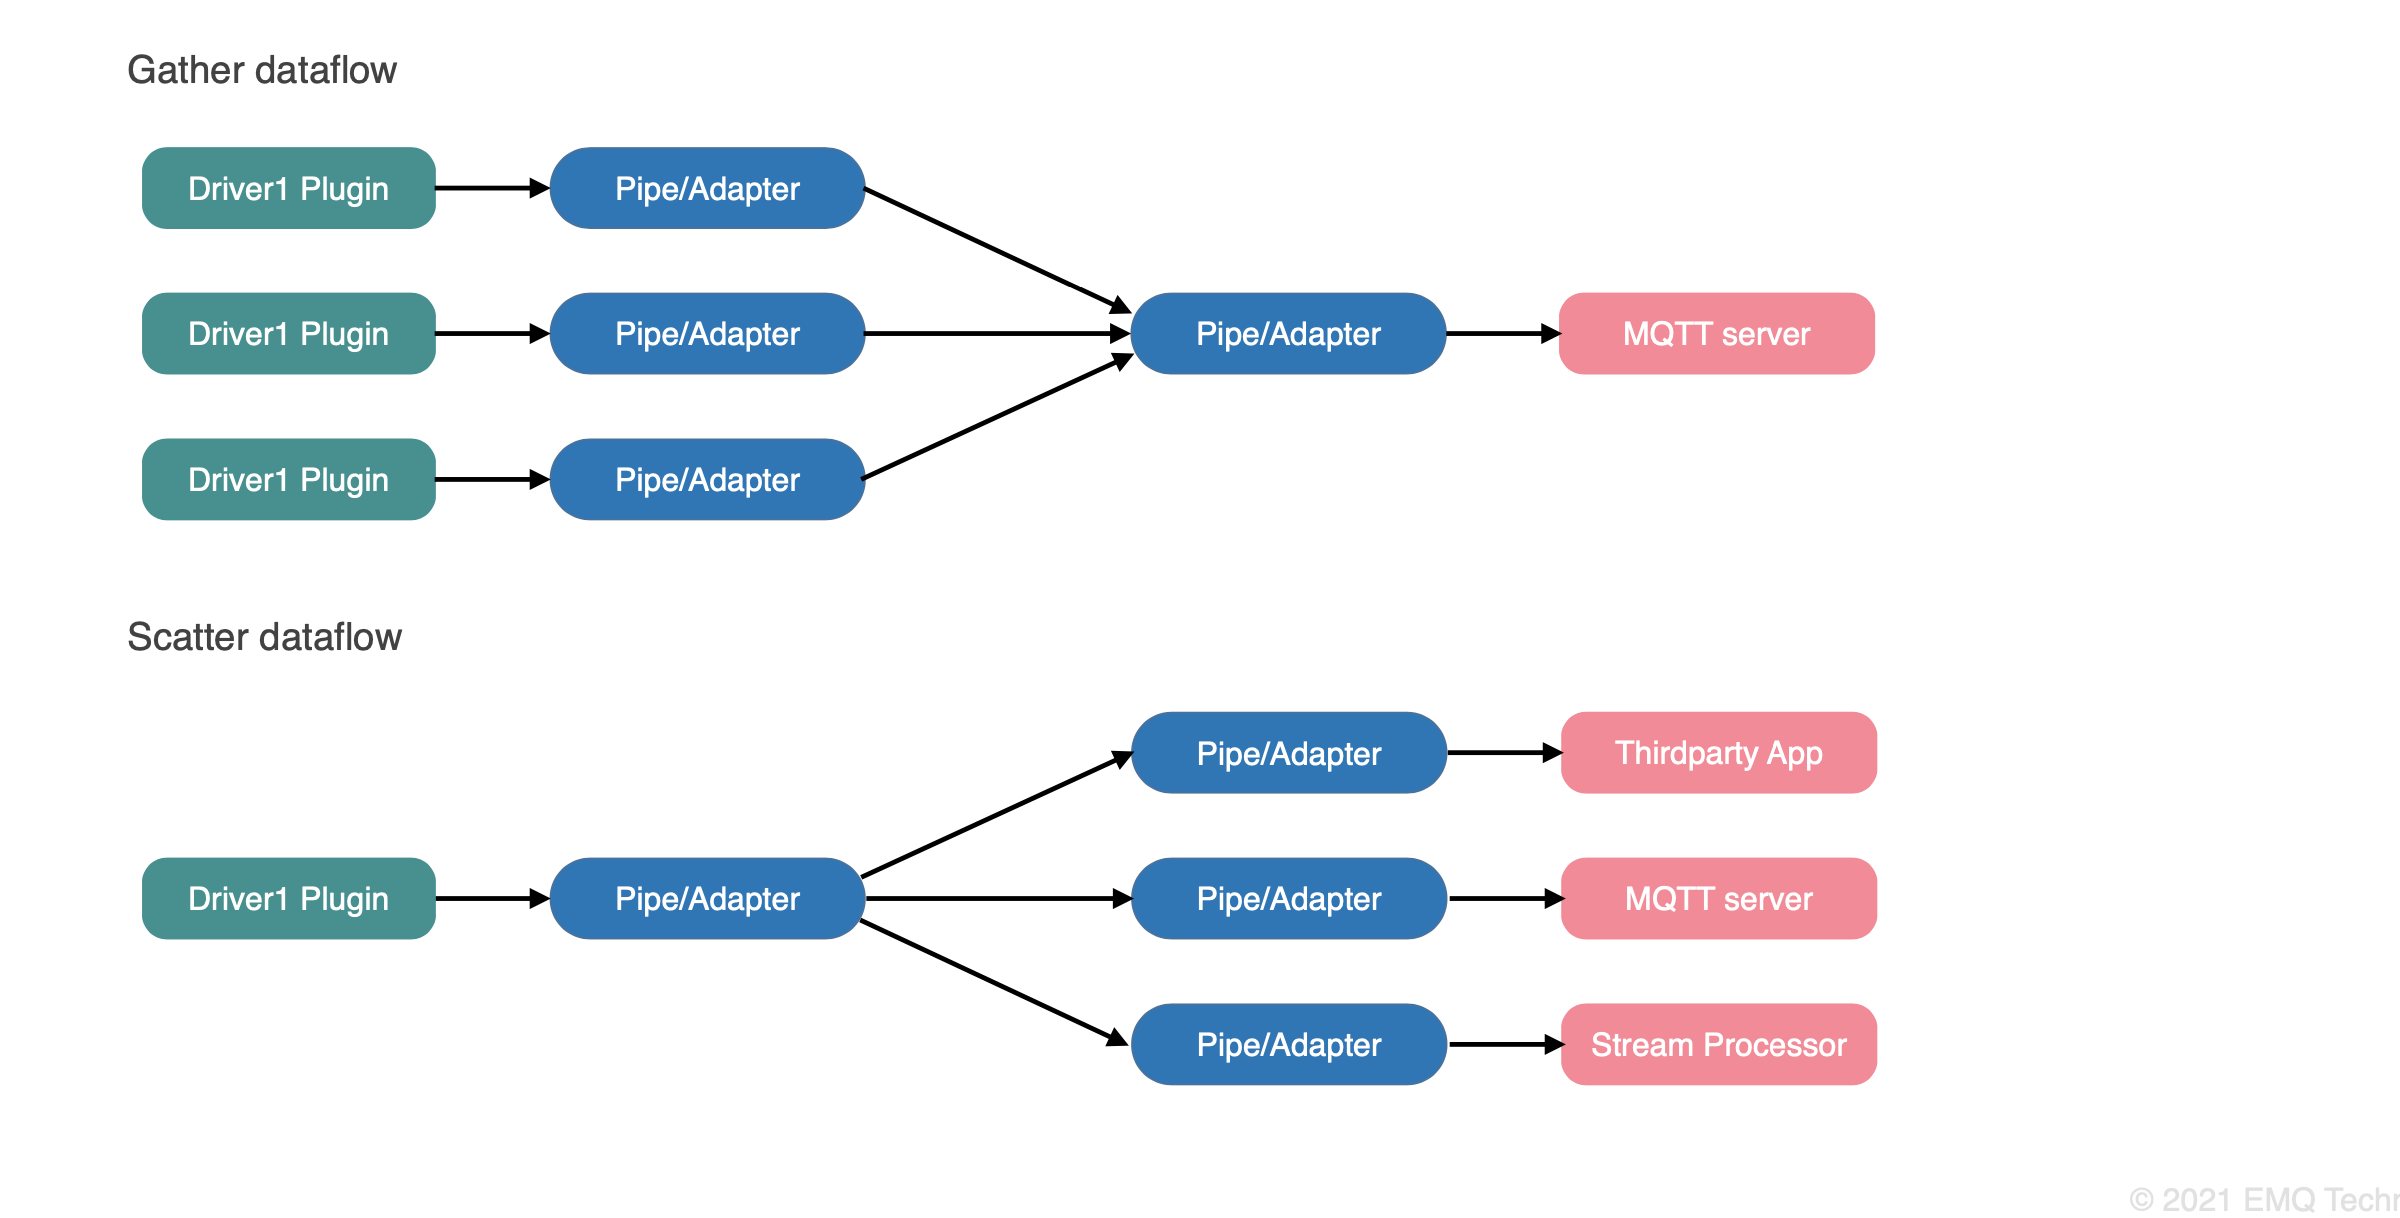 Gather dataflow
Driver1 Plugin
Pipe/Adapter
Driver1 Plugin
Pipe/Adapter
Pipe/Adapter
MQTT server
Driver1 Plugin
Pipe/Adapter
Scatter dataflow
Pipe/Adapter
Thirdparty App
Driver1 Plugin
Pipe/Adapter
Pipe/Adapter
MQTT server
Pipe/Adapter
Stream Processor
© 2021 EMQ